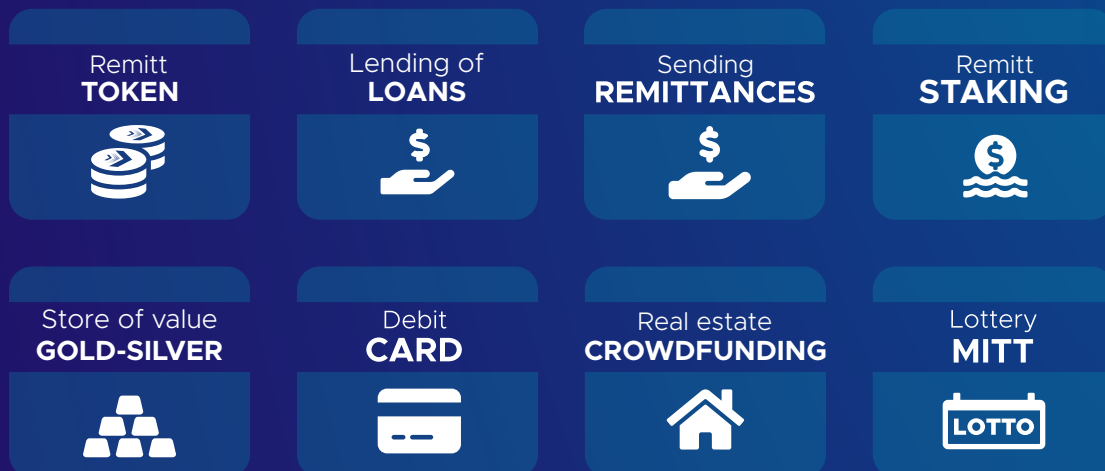 Remitt
TOKEN
Lending of
LOANS
Sending
REMITTANCES
Remitt
STAKING
Store of value
GOLD-SILVER
Debit
CARD
Real estate
CROWDFUNDING
Lottery
MITT
LOTTO